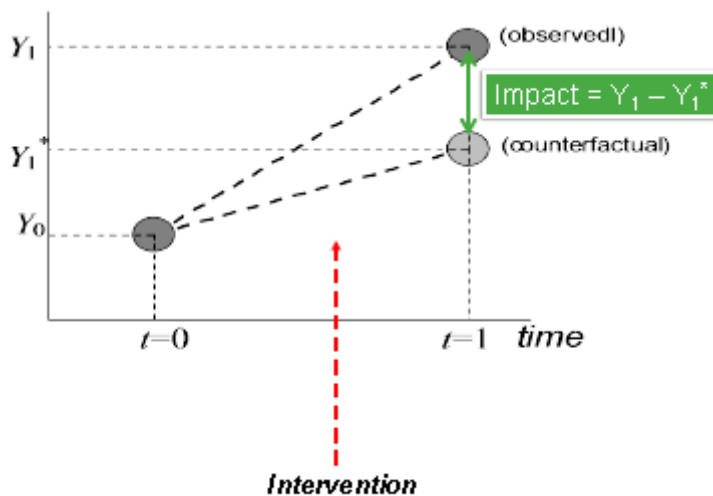 Y₁ (observedl)
Impact = Y₁ – Y₁*
Y₁* (counterfactual)
Y₀
t=0 t=1 time
Intervention